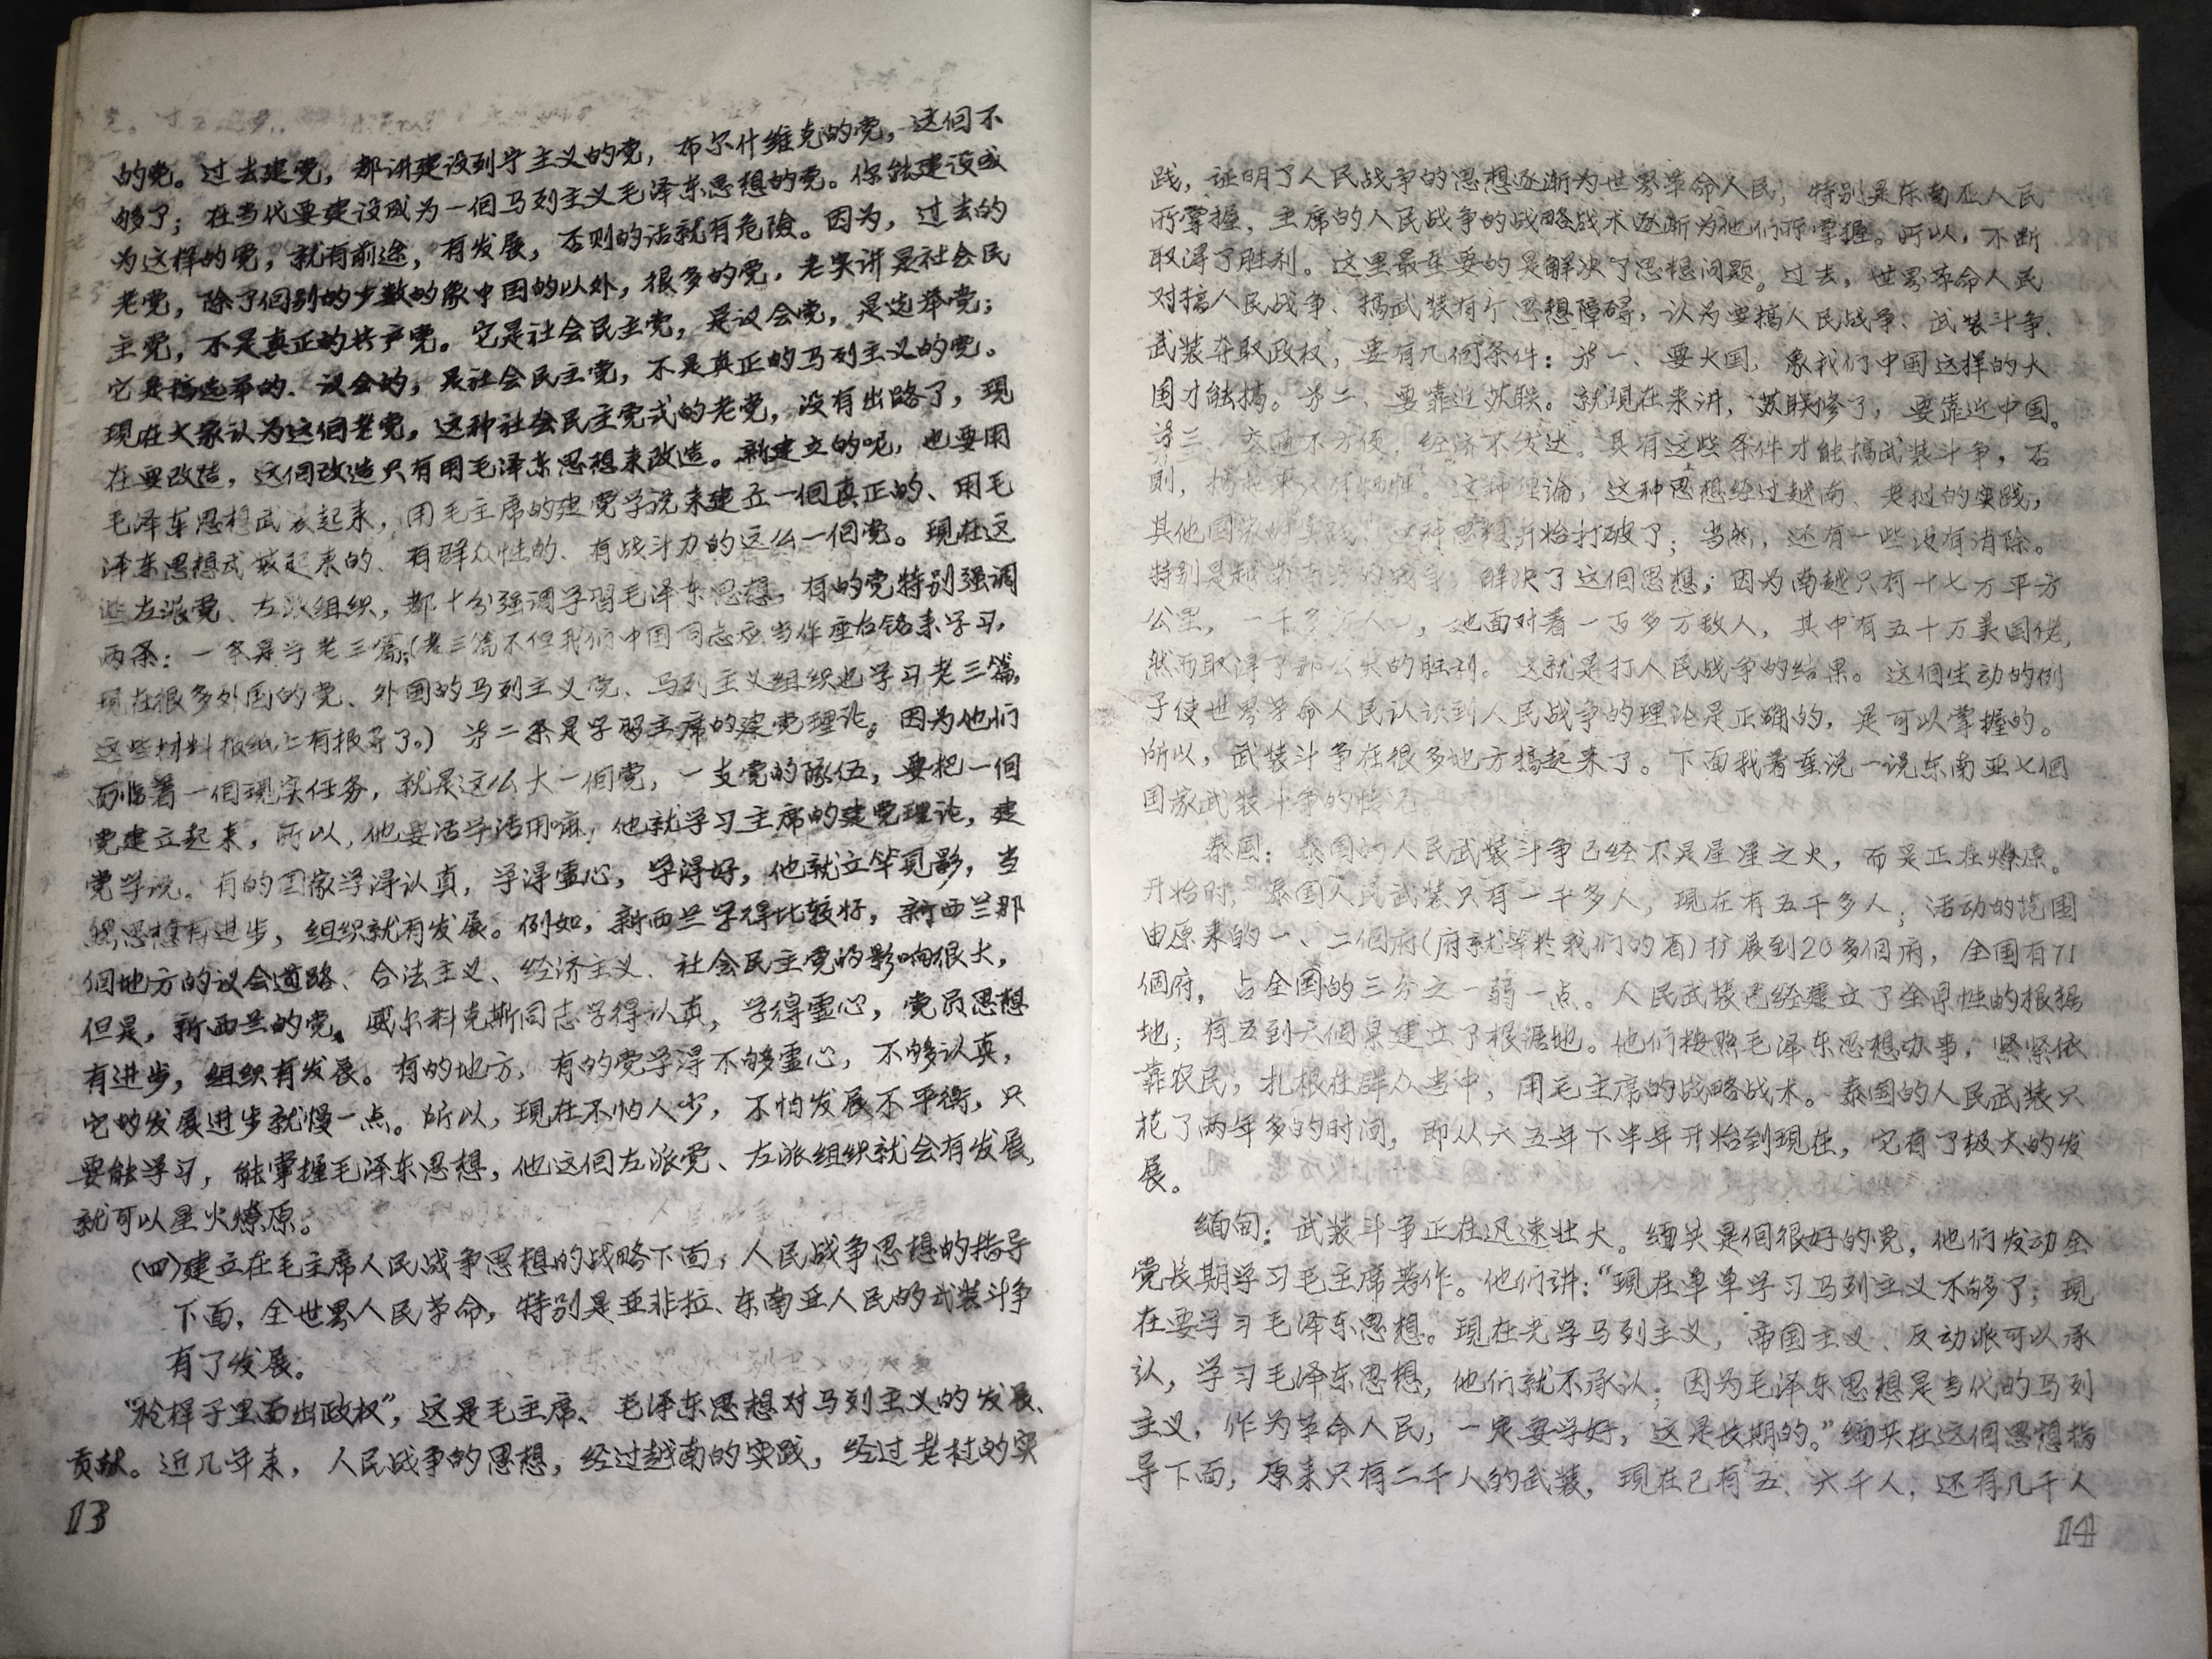 的党。过去建党，都讲建设列宁主义的党，布尔什维克的党，这個不
够了；在当代要建设成为一個马列主义毛泽东思想的党。你能建设成
为这样的党，就有前途，有发展，否则的话就有危险。因为，过去的
老党，除了個别的少数的象中国的以外，很多的党，老实讲是社会民
主党，不是真正的共产党。它是社会民主党，是议会党，是选举党；
它是搞选举的、议会的，是社会民主党，不是真正的马列主义的党。
現在大家认为这個老党，这种社会民主党式的老党，没有出路了，現
在要改造，这個改造只有用毛泽东思想来改造。新建立的呢，也要用
毛泽东思想武装起来，用毛主席的建党学说来建立一個真正的、用毛
泽东思想武装起来的、有群众性的、有战斗力的这么一個党。現在这
些左派党、左派组织，都十分强调学習毛泽东思想，有的党特别强调
两条：一条是学老三篇；(老三篇不但我们中国同志应当作座右铭来学习，
現在很多外国的党、外国的马列主义党、马列主义组织也学习老三篇，
这些材料报纸上有报导了。) 第二条是学習主席的建党理论。因为他们
面临着一個現实任务，就是这么大一個党，一支党的队伍，要把一個
党建立起来，所以，他要活学活用嘛，他就学习主席的建党理论，建
党学说。有的国家学得认真，学得虚心，学得好，他就立竿见影，当
然思想有进步，组织就有发展。例如，新西兰学得比较好，新西兰那
個地方的议会道路、合法主义、经济主义、社会民主党的影响很大，
但是，新西兰的党，威尔科克斯同志学得认真，学得虚心，党员思想
有进步，组织有发展。有的地方，有的党学得不够虚心，不够认真，
它的发展进步就慢一点。所以，現在不怕人少，不怕发展不平衡，只
要能学习，能掌握毛泽东思想，他这個左派党、左派组织就会有发展，
就可以星火燎原。
(四)建立在毛主席人民战争思想的战略下面，人民战争思想的指导
下面，全世界人民革命，特别是亚非拉、东南亚人民的武装斗争
有了发展。
“枪桿子里面出政权”，这是毛主席、毛泽东思想对马列主义的发展、
贡献。近几年来，人民战争的思想，经过越南的实践，经过老挝的实
13
践，证明了人民战争的思想逐渐为世界革命人民，特别是东南亚人民
所掌握，主席的人民战争的战略战术逐渐为他们所掌握。所以，不断
取得了胜利。这里最重要的是解决了思想问题。过去，世界革命人民
对搞人民战争、搞武装有个思想障碍，认为要搞人民战争、武装斗争、
武装夺取政权，要有几個条件：第一、要大国，象我们中国这样的大
国才能搞。第二、要靠近苏联。就現在来讲，苏联修了，要靠近中国。
第三、交通不方便，经济不发达。具有这些条件才能搞武装斗争，否
則，搞起来只有牺牲。这种理论，这种思想经过越南、老挝的实践，
其他国家的实践，这种思想开始打破了；当然，还有一些没有消除。
特别是越南南方的战争，解决了这個思想；因为南越只有十七万平方
公里，一千多万人口，也面对着一百多万敌人，其中有五十万美国佬，
然而取得了那么大的胜利。这就是打人民战争的结果。这個生动的例
子使世界革命人民认识到人民战争的理论是正确的，是可以掌握的。
所以，武装斗争在很多地方搞起来了。下面我着重说一说东南亚七個
国家武装斗争的情况。
泰国：泰国的人民武装斗争已经不是星星之火，而是正在燎原。
开始时，泰国人民武装只有一千多人，現在有五千多人；活动的范围
由原来的一、二個府(府就等於我们的省)扩展到20多個府，全国有71
個府，占全国的三分之一弱一点。人民武装已经建立了全县性的根据
地；有五到六個県建立了根据地。他们按照毛泽东思想办事，紧紧依
靠农民，扎根在群众当中，用毛主席的战略战术。泰国的人民武装只
花了两年多的时间，即从六五年下半年开始到現在，它有了极大的发
展。
缅甸：武装斗争正在迅速壮大。缅共是個很好的党，他们发动全
党长期学习毛主席著作。他们讲：“現在单单学习马列主义不够了；現
在要学习毛泽东思想。現在光学马列主义，帝国主义、反动派可以承
认，学习毛泽东思想，他们就不承认；因为毛泽东思想是当代的马列
主义，作为革命人民，一定要学好，这是长期的。”缅共在这個思想指
导下面，原来只有二千人的武装，現在已有五、六千人，还有几千人
14